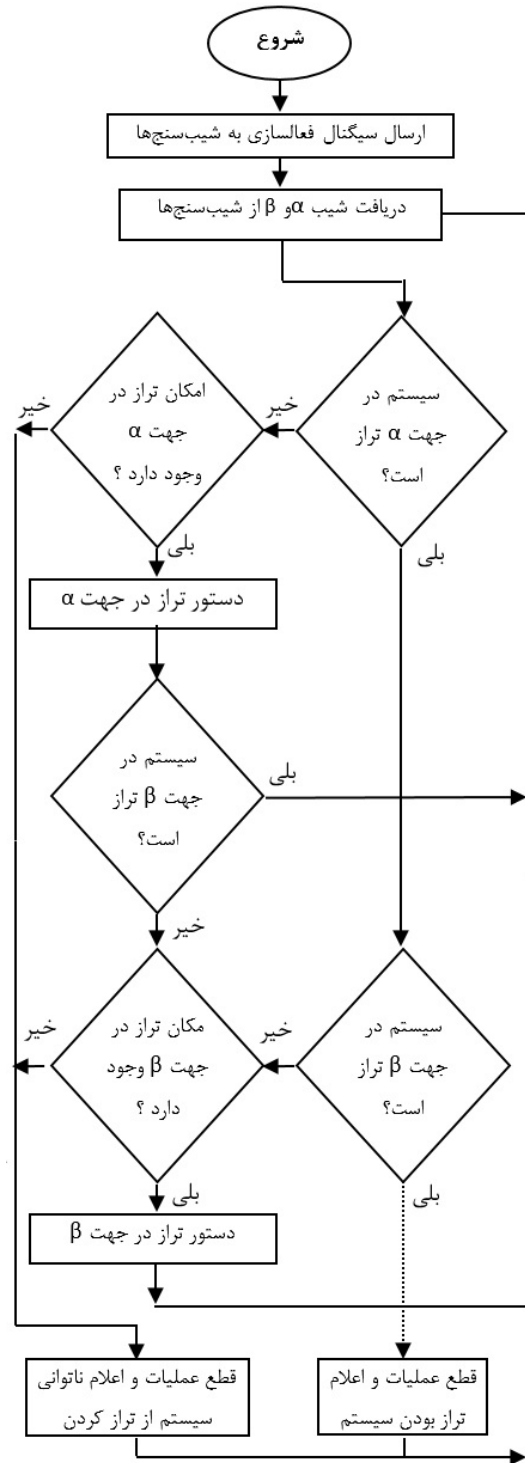 شروع
ارسال سیگنال فعالسازی به شیب‌سنج‌ها
دریافت شیب αو β از شیب‌سنج‌ها
سیستم در
جهت α تراز
است؟
خیر
امکان تراز در
جهت α
وجود دارد ؟
خیر
بلی
بلی
دستور تراز در جهت α
سیستم در
جهت β تراز
است؟
بلی
خیر
سیستم در
جهت β تراز
است؟
خیر
مکان تراز در
جهت β وجود
دارد ؟
خیر
بلی
بلی
دستور تراز در جهت β
قطع عملیات و اعلام
تراز بودن سیستم
قطع عملیات و اعلام ناتوانی
سیستم از تراز کردن